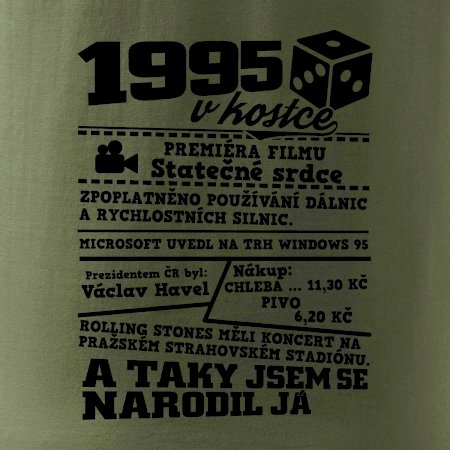 1995
v kostce
PREMIÉRA FILMU
Statečné srdce
ZPOPLATNĚNO POUŽÍVÁNÍ DÁLNIC
A RYCHLOSTNÍCH SILNIC.
MICROSOFT UVEDL NA TRH WINDOWS 95
Prezidentem ČR byl:
Václav Havel
Nákup:
CHLEBA ... 11,30 KČ
PIVO
6,20 KČ
ROLLING STONES MĚLI KONCERT NA
PRAŽSKÉM STRAHOVSKÉM STADIÓNU.
A TAKY JSEM SE
NARODIL JÁ